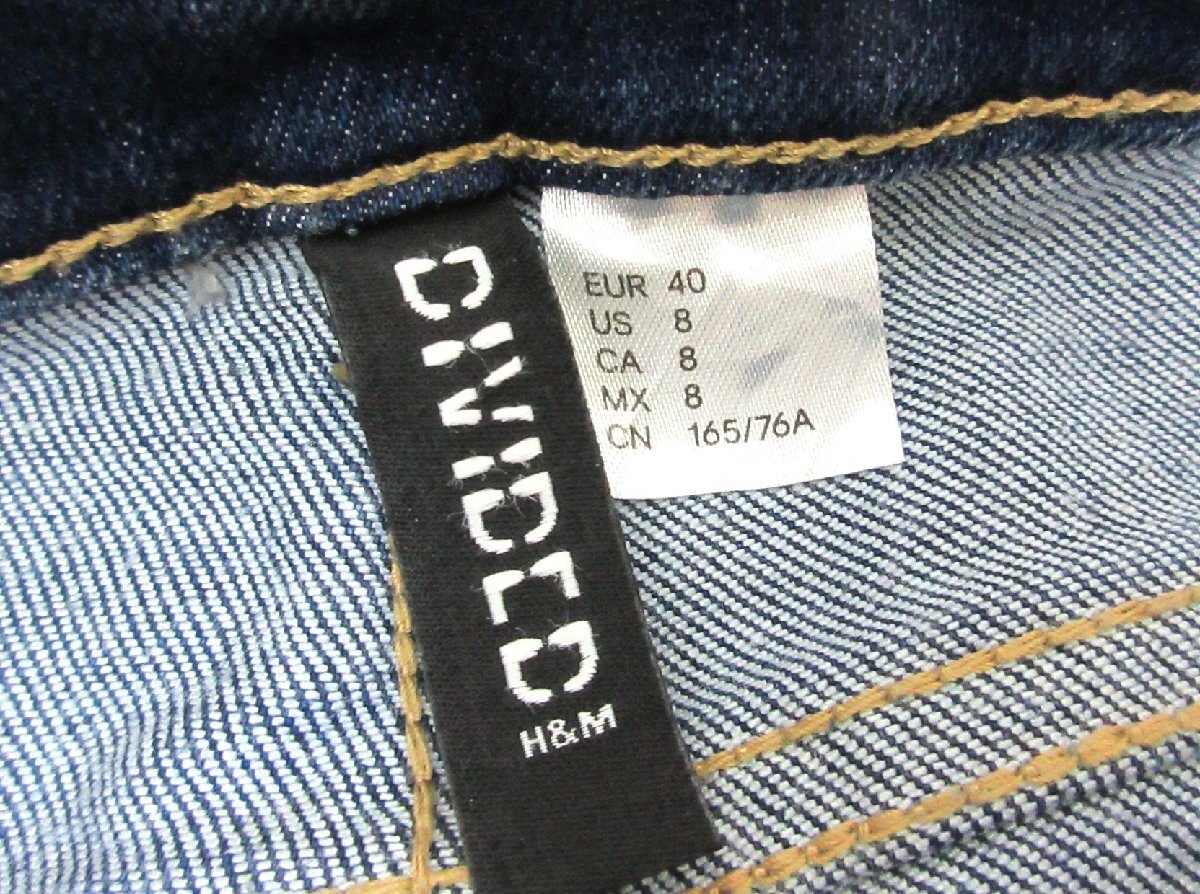 DIVIDED
H&M
EUR 40
US 8
CA 8
MX 8
CN 165/76A